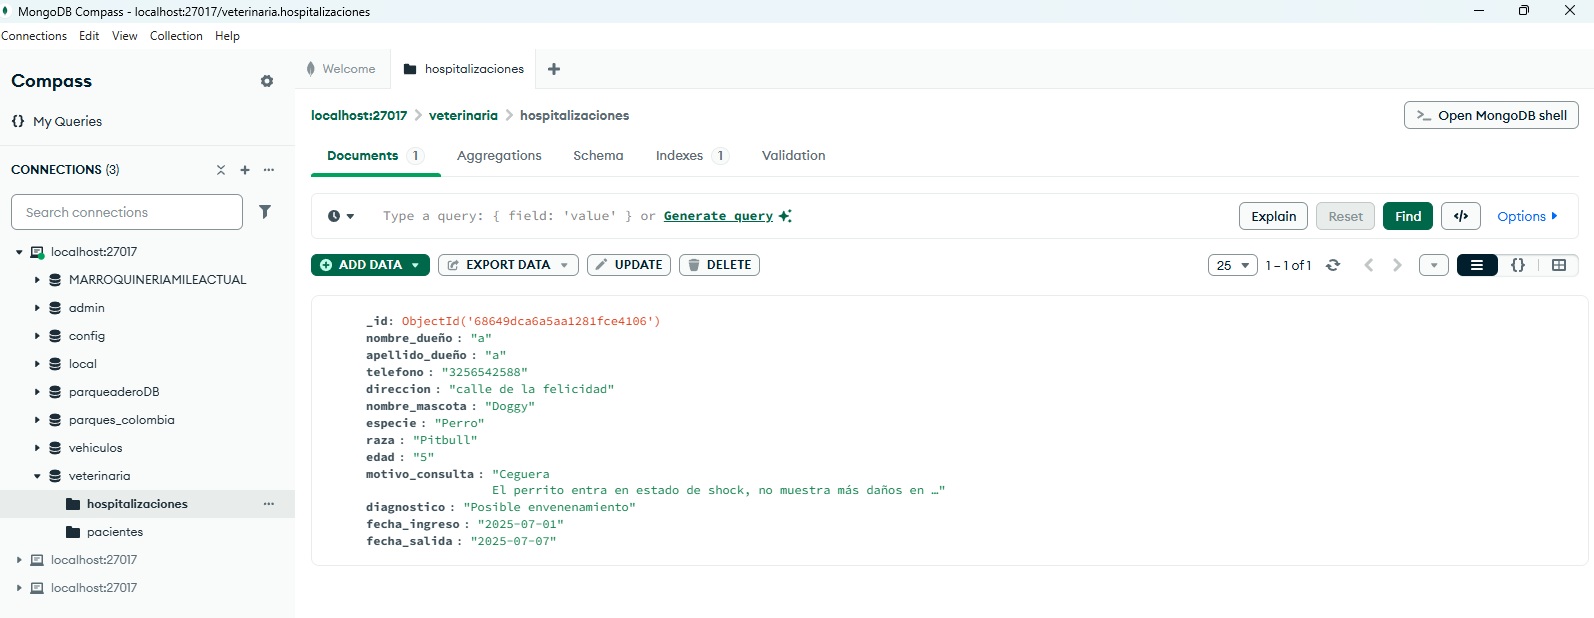 MongoDB Compass - localhost:27017/veterinaria.hospitalizaciones
Connections Edit View Collection Help
Compass
{} My Queries
CONNECTIONS (3)
Search connections
localhost:27017
MARROQUINERIAMILEACTUAL
admin
config
local
parqueaderoDB
parques_colombia
vehiculos
veterinaria
hospitalizaciones
pacientes
localhost:27017
localhost:27017
Welcome
hospitalizaciones
localhost:27017 > veterinaria > hospitalizaciones
>_ Open MongoDB shell
Documents 1 Aggregations Schema Indexes 1 Validation
Type a query: { field: 'value' } or Generate query
Explain Reset Find </> Options
ADD DATA EXPORT DATA UPDATE DELETE
25 1 – 1 of 1 {}
_id: ObjectId('68649dca6a5aa1281fce4106')
nombre_dueño : "a"
apellido_dueño : "a"
telefono : "3256542588"
direccion : "calle de la felicidad"
nombre_mascota : "Doggy"
especie : "Perro"
raza : "Pitbull"
edad : "5"
motivo_consulta : "Ceguera
El perrito entra en estado de shock, no muestra más daños en …"
diagnostico : "Posible envenenamiento"
fecha_ingreso : "2025-07-01"
fecha_salida : "2025-07-07"